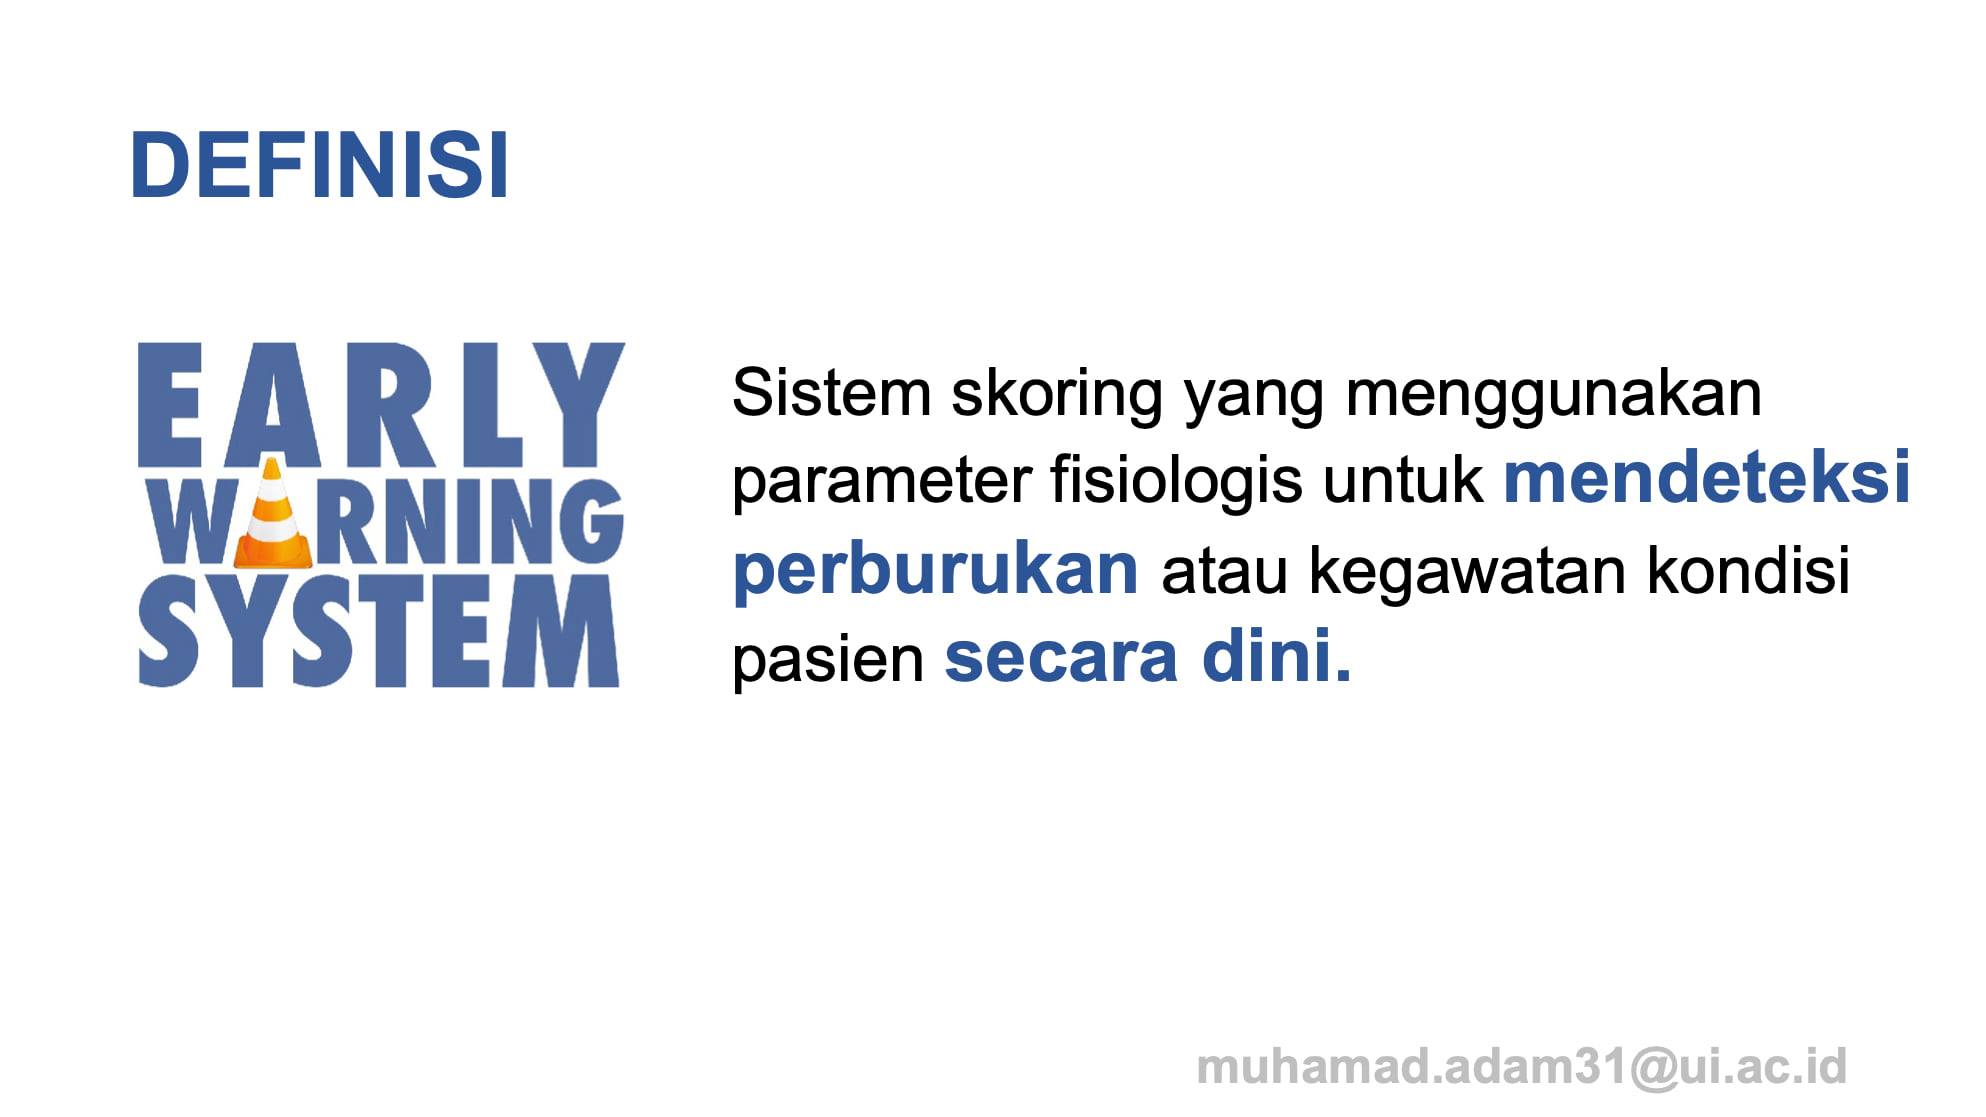 DEFINISI
EARLY
WARNING
SYSTEM
Sistem skoring yang menggunakan
parameter fisiologis untuk mendeteksi
perburukan atau kegawatan kondisi
pasien secara dini.
muhamad.adam31@ui.ac.id